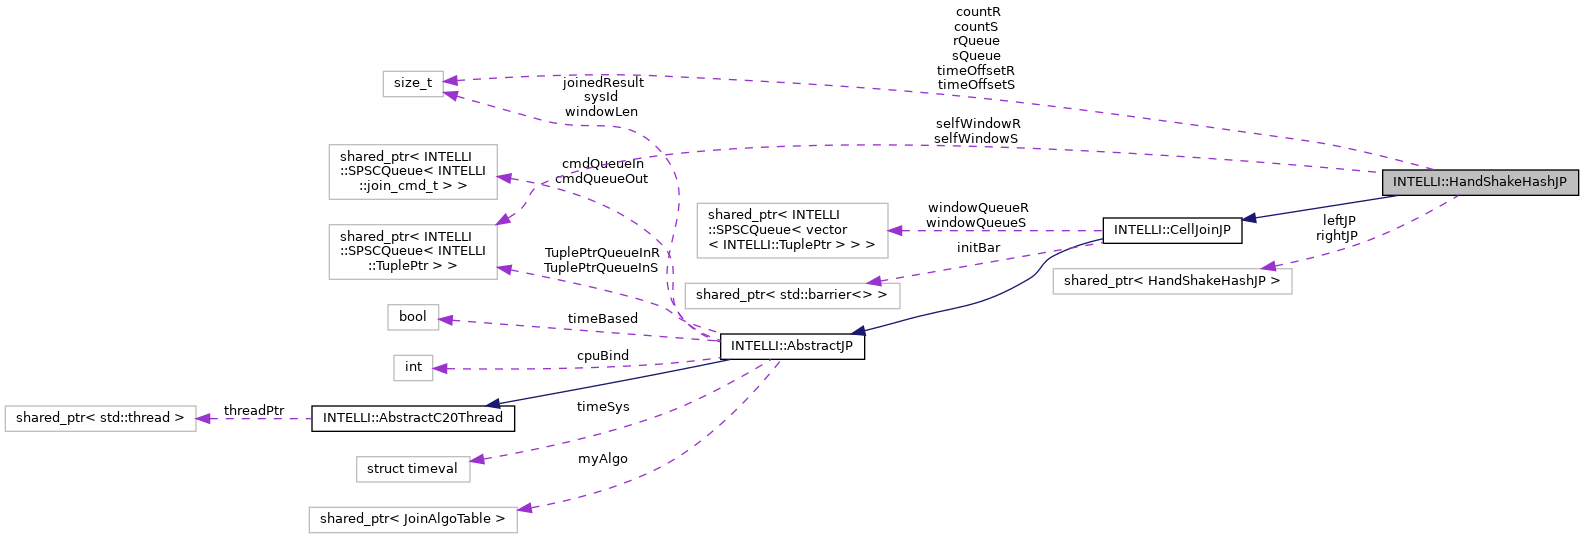 countR
countS
rQueue
sQueue
timeOffsetR
timeOffsetS
size_t
joinedResult
sysId
windowLen
selfWindowR
selfWindowS
shared_ptr< INTELLI
::SPSCQueue< INTELLI
::join_cmd_t > >
cmdQueueIn
cmdQueueOut
INTELLI::HandShakeHashJP
shared_ptr< INTELLI
::SPSCQueue< vector
< INTELLI::TuplePtr > > >
windowQueueR
windowQueueS
INTELLI::CellJoinJP
leftJP
rightJP
shared_ptr< INTELLI
::SPSCQueue< INTELLI
::TuplePtr > >
TuplePtrQueueInR
TuplePtrQueueInS
initBar
shared_ptr< std::barrier<> >
shared_ptr< HandShakeHashJP >
bool
timeBased
INTELLI::AbstractJP
int
cpuBind
shared_ptr< std::thread >
threadPtr
INTELLI::AbstractC20Thread
timeSys
struct timeval
myAlgo
shared_ptr< JoinAlgoTable >